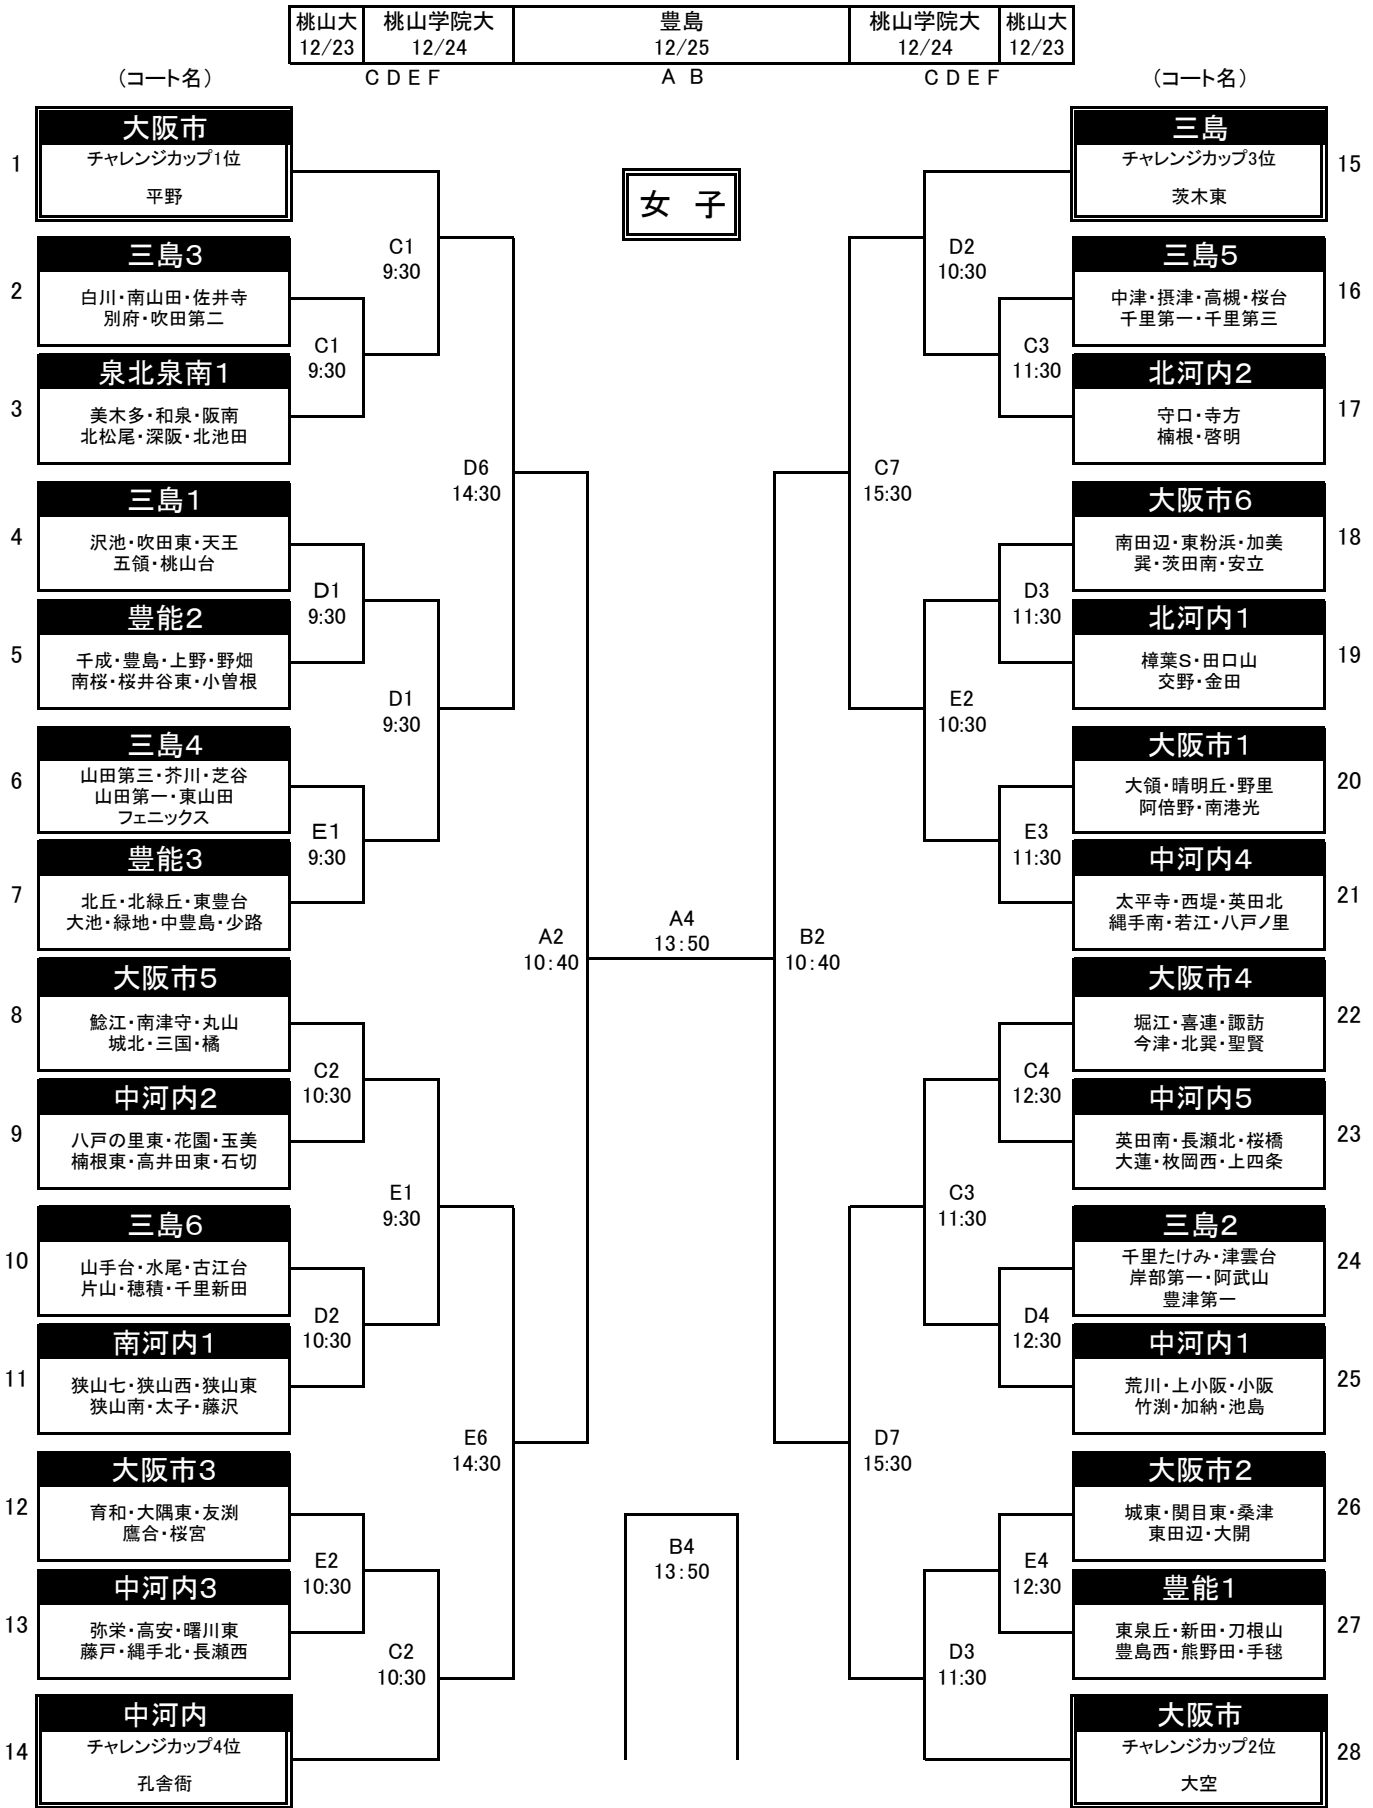 桃山大 桃山学院大 豊島 桃山学院大 桃山大
12/23 12/24 12/25 12/24 12/23
（コート名） C D E F A B C D E F （コート名）
女 子
1
大阪市
チャレンジカップ1位
平野
2
三島3
白川・南山田・佐井寺
別府・吹田第二
3
泉北泉南1
美木多・和泉・阪南
北松尾・深阪・北池田
4
三島1
沢池・吹田東・天王
五領・桃山台
5
豊能2
千成・豊島・上野・野畑
南桜・桜井谷東・小曽根
6
三島4
山田第三・芥川・芝谷
山田第一・東山田
フェニックス
7
豊能3
北丘・北緑丘・東豊台
大池・緑地・中豊島・少路
8
大阪市5
鯰江・南津守・丸山
城北・三国・橘
9
中河内2
八戸の里東・花園・玉美
楠根東・高井田東・石切
10
三島6
山手台・水尾・古江台
片山・穂積・千里新田
11
南河内1
狭山七・狭山西・狭山東
狭山南・太子・藤沢
12
大阪市3
育和・大隅東・友渕
鷹合・桜宮
13
中河内3
弥栄・高安・曙川東
藤戸・縄手北・長瀬西
14
中河内
チャレンジカップ4位
孔舎衙
C1
9:30
D1
9:30
E1
9:30
C2
10:30
D2
10:30
E2
10:30
C1
9:30
D1
9:30
E1
9:30
C2
10:30
D6
14:30
E6
14:30
A2
10:40
A4
13:50
B4
13:50
B2
10:40
C7
15:30
D7
15:30
D2
10:30
E2
10:30
C3
11:30
D3
11:30
C3
11:30
D3
11:30
E3
11:30
C4
12:30
D4
12:30
E4
12:30
三島
チャレンジカップ3位
茨木東
15
三島5
中津・摂津・高槻・桜台
千里第一・千里第三
16
北河内2
守口・寺方
楠根・啓明
17
大阪市6
南田辺・東粉浜・加美
巽・茨田南・安立
18
北河内1
樟葉S・田口山
交野・金田
19
大阪市1
大領・晴明丘・野里
阿倍野・南港光
20
中河内4
太平寺・西堤・英田北
縄手南・若江・八戸ノ里
21
大阪市4
堀江・喜連・諏訪
今津・北巽・聖賢
22
中河内5
英田南・長瀬北・桜橋
大蓮・枚岡西・上四条
23
三島2
千里たけみ・津雲台
岸部第一・阿武山
豊津第一
24
中河内1
荒川・上小阪・小阪
竹渕・加納・池島
25
大阪市2
城東・関目東・桑津
東田辺・大開
26
豊能1
東泉丘・新田・刀根山
豊島西・熊野田・手毬
27
大阪市
チャレンジカップ2位
大空
28